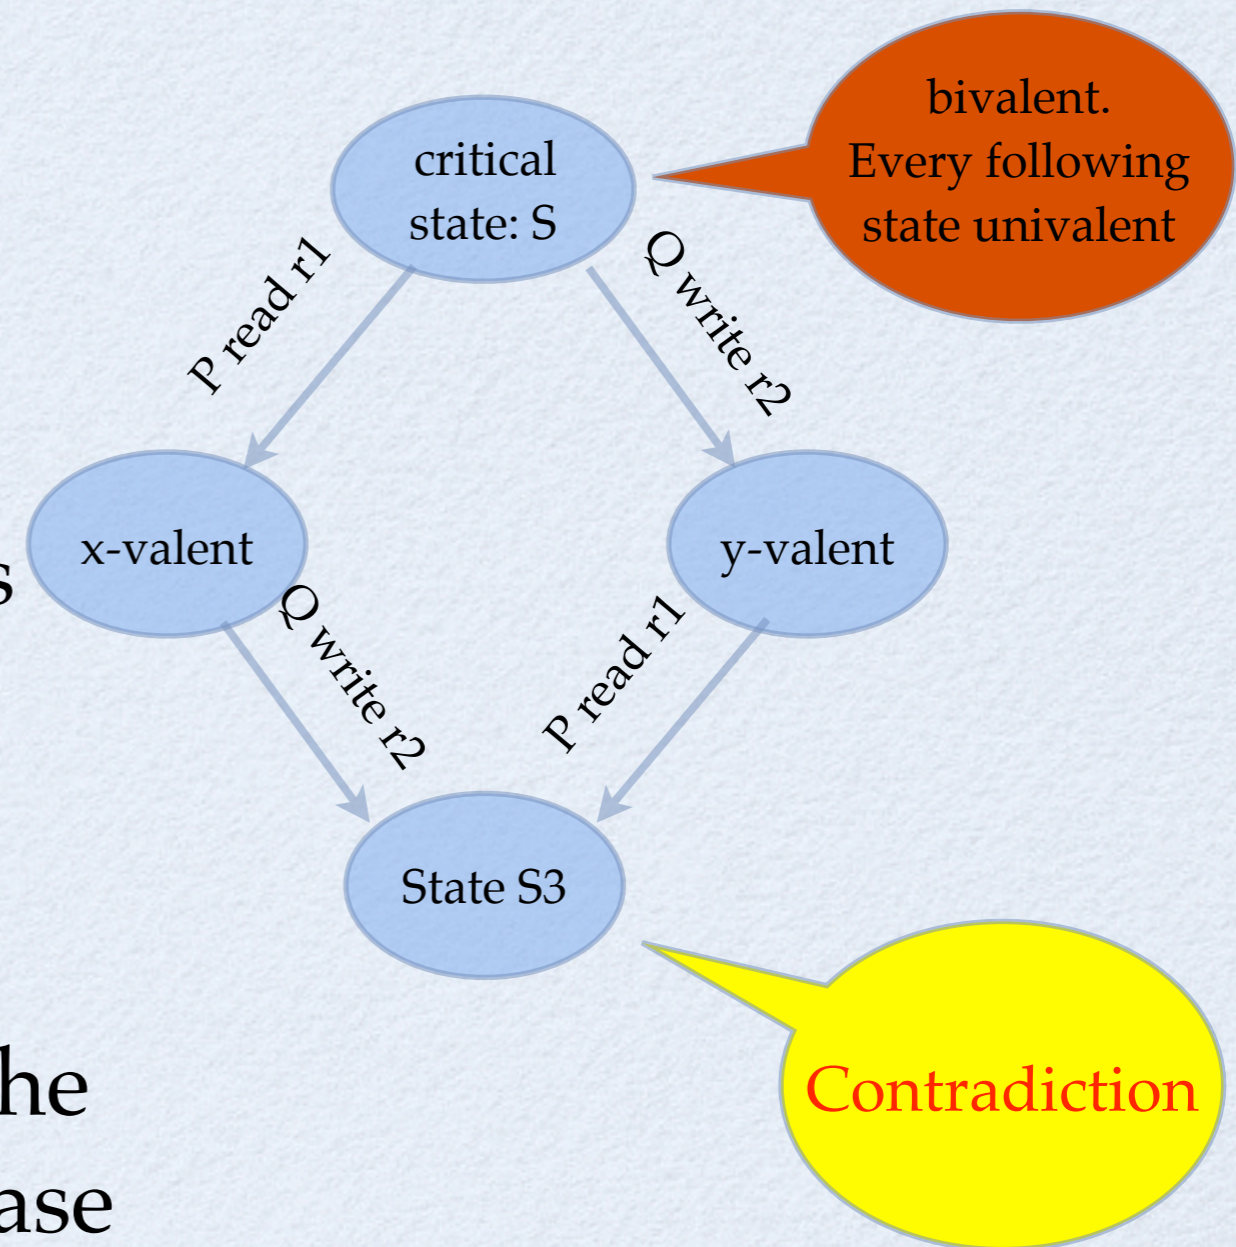 critical
state: S
bivalent.
Every following
state univalent
P read r1
Q write r2
x-valent
y-valent
s
Q write r2
P read r1
State S3
Contradiction
he
ase